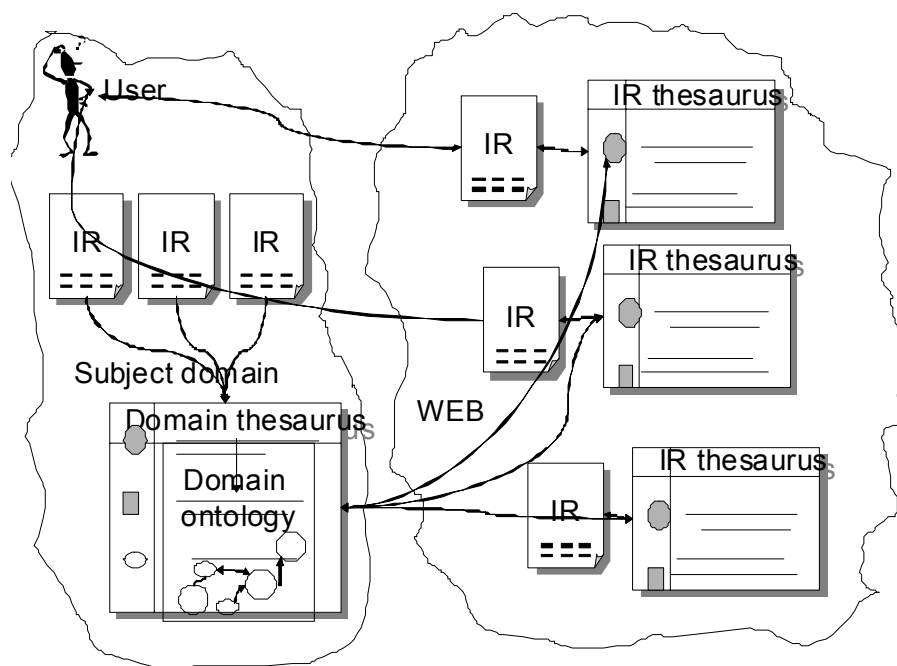 User
IR
IR
IR
Subject domain
Domain thesaurus
Domain
ontology
WEB
IR
IR thesaurus
IR
IR thesaurus
IR
IR thesaurus